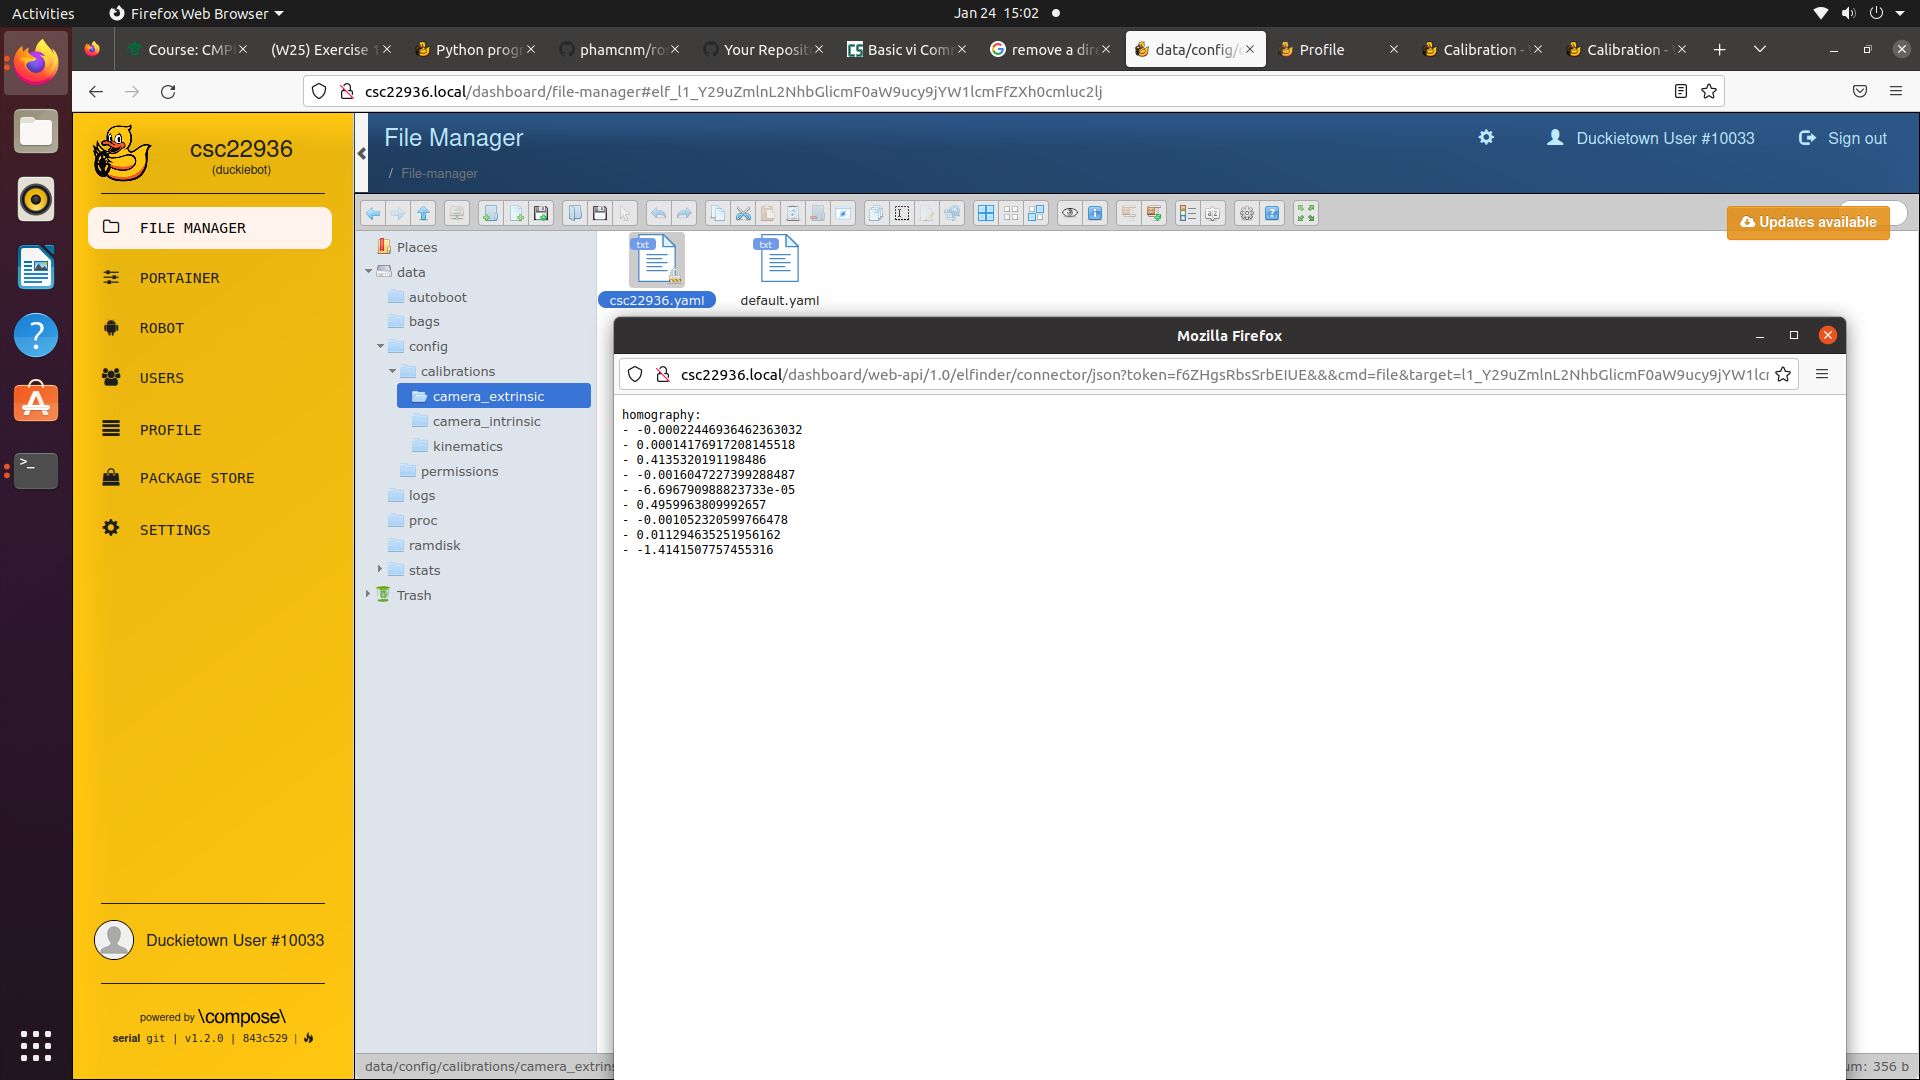 Activities
Firefox Web Browser
Jan 24 15:02
Course: CMP
(W25) Exercise 1
Python prog
phamcnm/ro
Your Reposit
Basic vi Com
remove a dir
data/config/
Profile
Calibration -
Calibration -
csc22936.local/dashboard/file-manager#elf_l1_Y29uZmlnL2NhbGlicmF0aW9ucy9jYW1lcmFfZXh0cmluc2lj
csc22936
(duckiebot)
FILE MANAGER
PORTAINER
ROBOT
USERS
PROFILE
PACKAGE STORE
SETTINGS
Duckietown User #10033
powered by \compose\
serial git | v1.2.0 | 843c529 |
File Manager
/ File-manager
Duckietown User #10033
Sign out
Updates available
Places
data
autoboot
bags
config
calibrations
camera_extrinsic
camera_intrinsic
kinematics
permissions
logs
proc
ramdisk
stats
Trash
txt
csc22936.yaml
txt
default.yaml
Mozilla Firefox
csc22936.local/dashboard/web-api/1.0/elfinder/connector/json?token=f6ZHgsRbsSrbEIUE&&&cmd=file&target=l1_Y29uZmlnL2NhbGlicmF0aW9ucy9jYW1lcm
homography:
- -0.00022446936462363032
- 0.00014176917208145518
- 0.4135320191198486
- -0.0016047227399288487
- -6.696790988823733e-05
- 0.4959963809992657
- -0.001052320599766478
- 0.011294635251956162
- -1.4141507757455316
data/config/calibrations/camera_extrins
um: 356 b